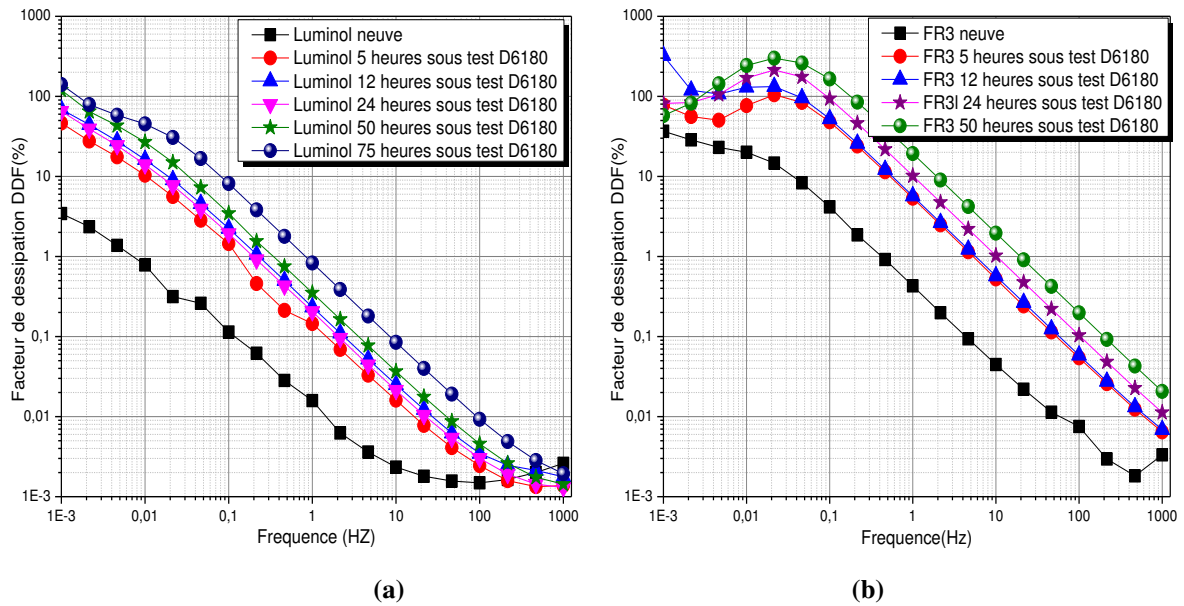 1000
100
10
1
0,1
0,01
1E-3
Facteur de dessipation DDF(%)
Luminol neuve
Luminol 5 heures sous test D6180
Luminol 12 heures sous test D6180
Luminol 24 heures sous test D6180
Luminol 50 heures sous test D6180
Luminol 75 heures sous test D6180
1E-3 0,01 0,1 1 10 100 1000
Frequence (HZ)
(a)
1000
100
10
1
0,1
0,01
1E-3
Facteur de dessipation DDF(%)
FR3 neuve
FR3 5 heures sous test D6180
FR3 12 heures sous test D6180
FR3l 24 heures sous test D6180
FR3 50 heures sous test D6180
1E-3 0,01 0,1 1 10 100 1000
Frequence(Hz)
(b)